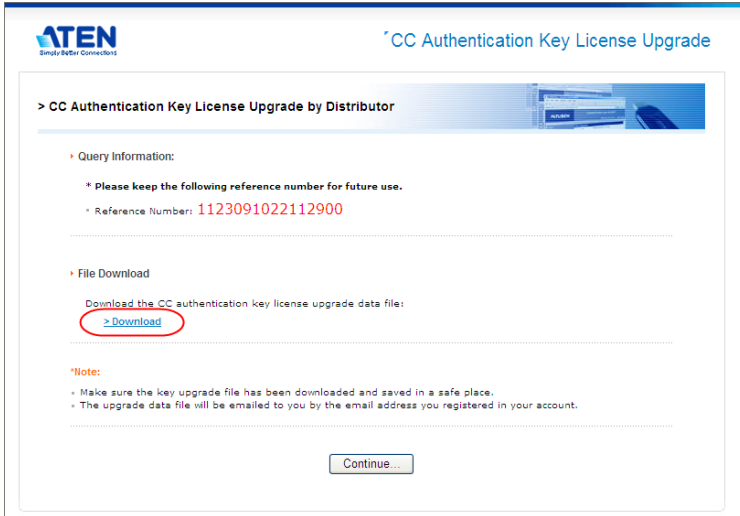 ATEN
Simply Better Connections
CC Authentication Key License Upgrade
> CC Authentication Key License Upgrade by Distributor
Query Information:
* Please keep the following reference number for future use.
Reference Number: 1123091022112900
File Download
Download the CC authentication key license upgrade data file:
> Download
*Note:
Make sure the key upgrade file has been downloaded and saved in a safe place.
The upgrade data file will be emailed to you by the email address you registered in your account.
Continue...